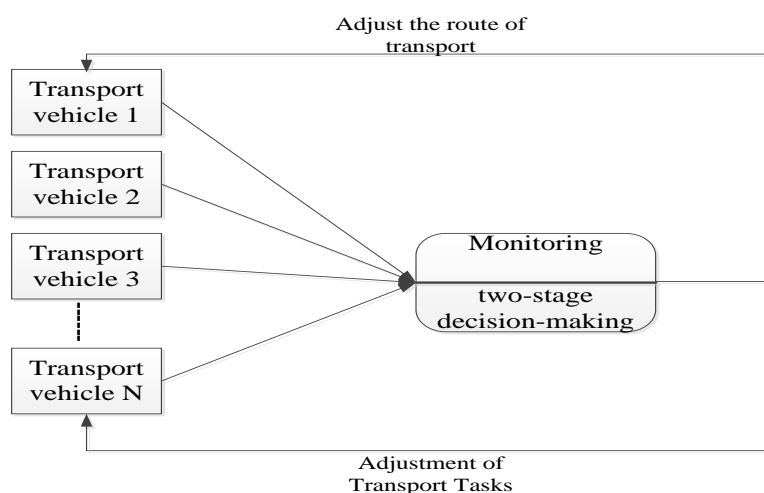 Adjust the route of
transport
Transport
vehicle 1
Transport
vehicle 2
Transport
vehicle 3
Transport
vehicle N
Monitoring
two-stage
decision-making
Adjustment of
Transport Tasks